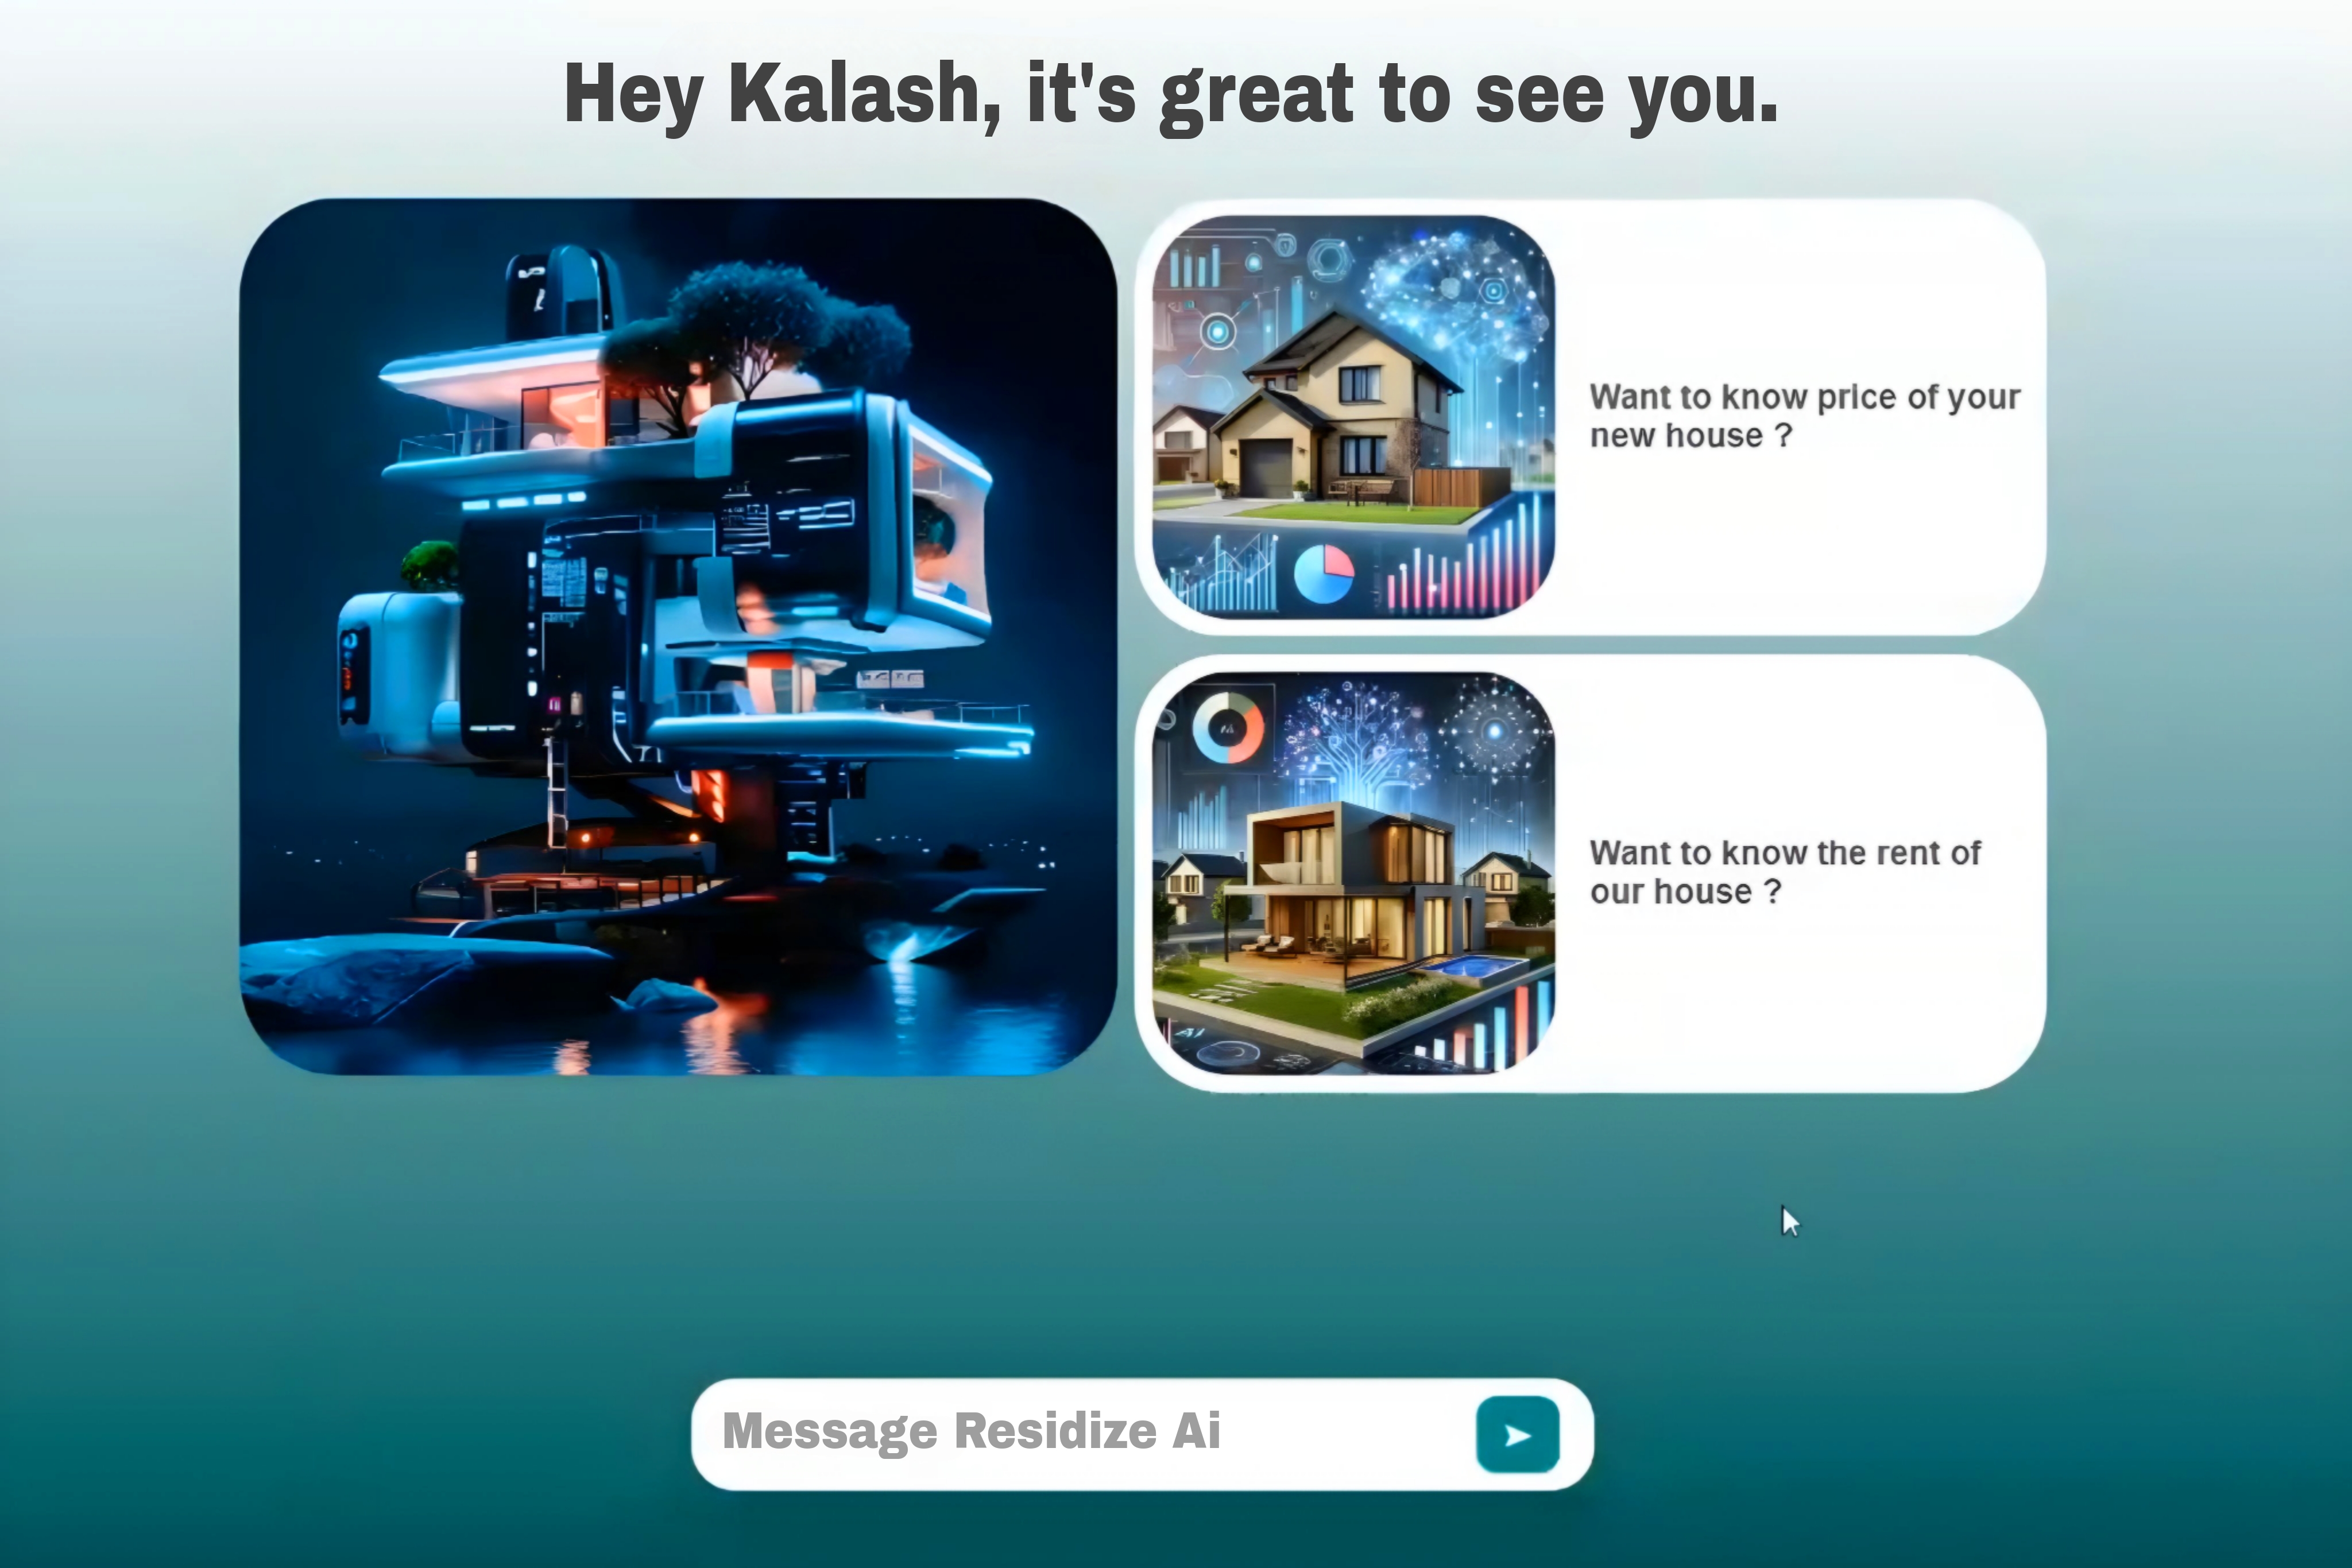 Hey Kalash, it's great to see you.
Want to know price of your
new house ?
Want to know the rent of
our house ?
AI
Message Residize Ai